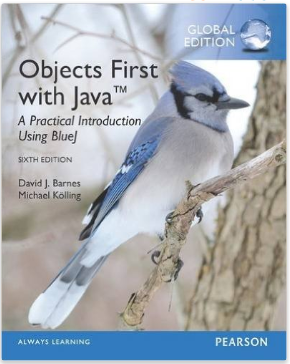 GLOBAL
EDITION
Objects First
with Java™
A Practical Introduction
Using BlueJ
SIXTH EDITION
David J. Barnes
Michael Kölling
ALWAYS LEARNING
PEARSON